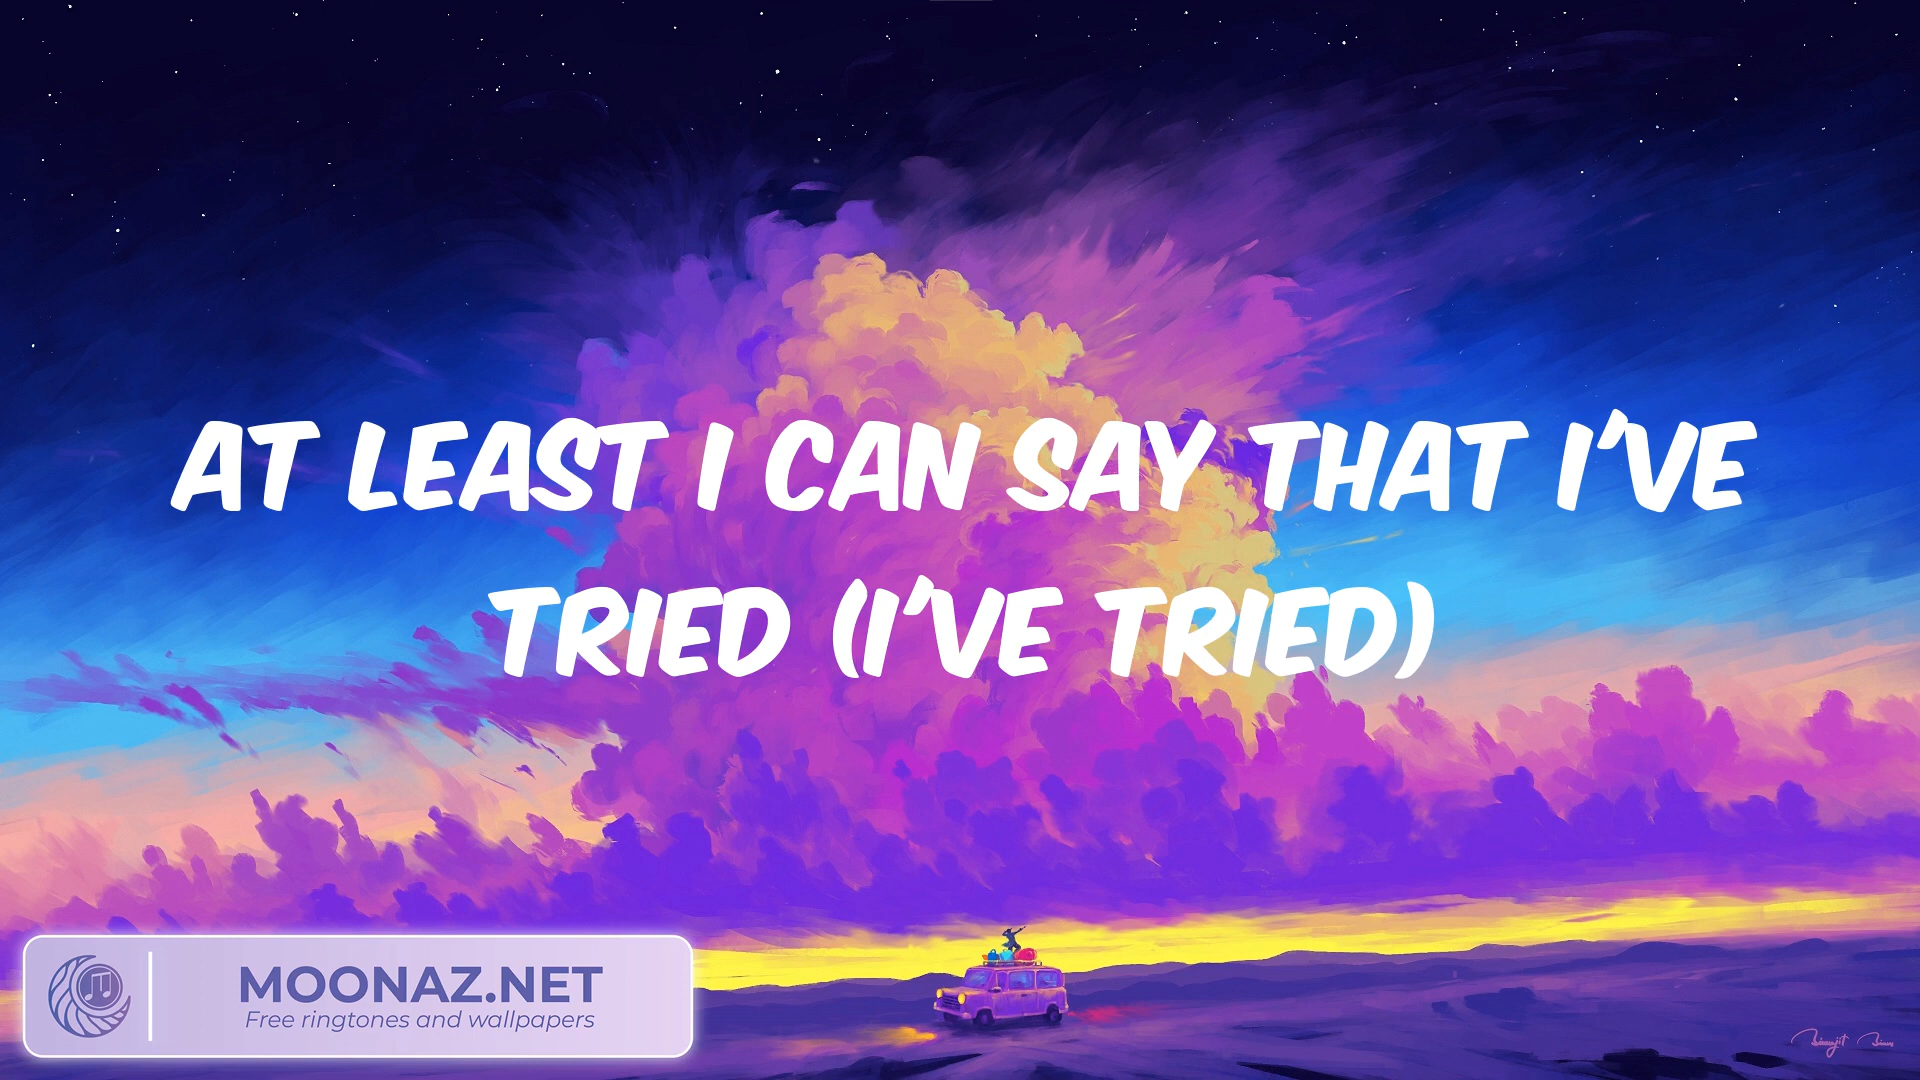 AT LEAST I CAN SAY THAT I'VE
TRIED (I'VE TRIED)
MOONAZ.NET
Free ringtones and wallpapers